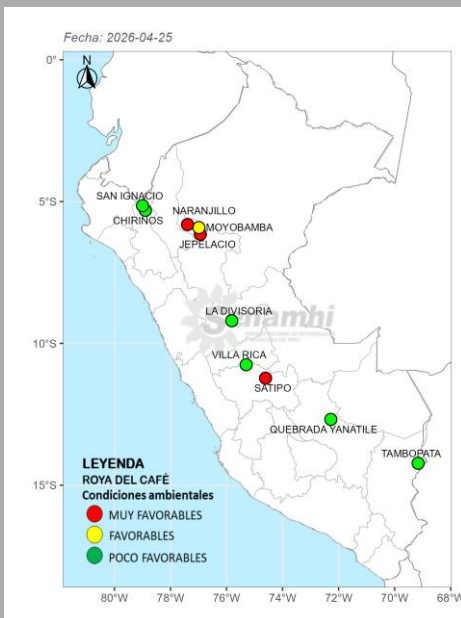 Fecha: 2026-04-25
N
0°
SAN IGNACIO
NARANJILLO
5°S
CHIRINOS
MOYOBAMBA
JEPELACIO
LA DIVISORIA
Senamhi
10°S
VILLA RICA
SATIPO
QUEBRADA YANATILE
TAMBOPATA
LEYENDA
ROYA DEL CAFÉ
15°S
Condiciones ambientales
MUY FAVORABLES
FAVORABLES
POCO FAVORABLES
80°W 78°W 76°W 74°W 72°W 70°W 68°W